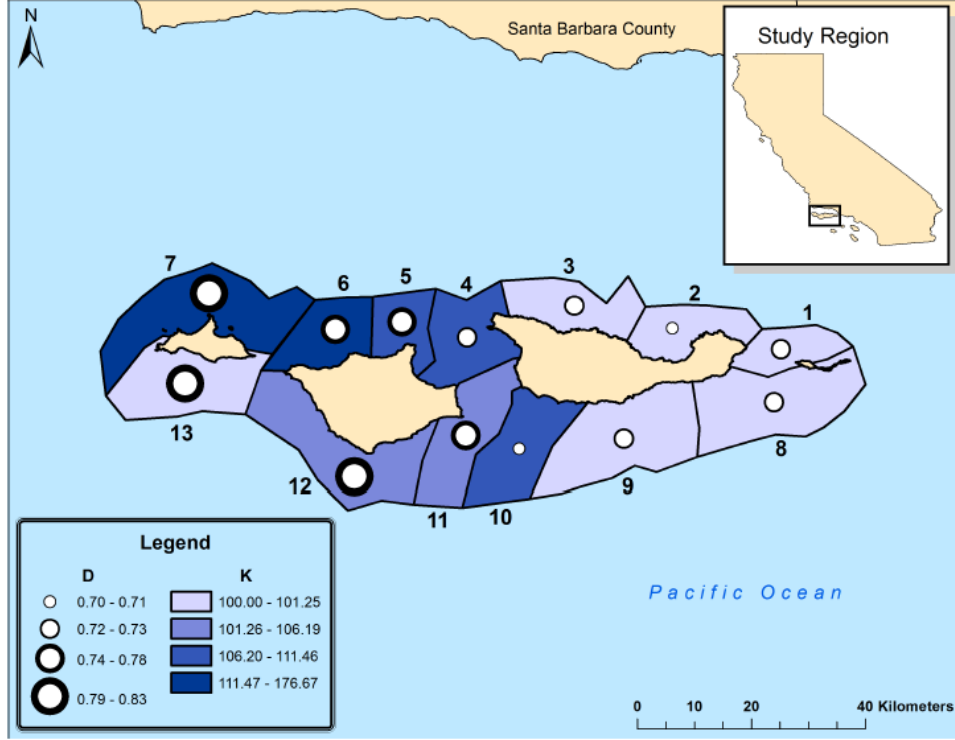 N
Santa Barbara County
Study Region
7
6
5
4
3
2
1
13
12
11
10
9
8
Legend
D K
0.70 - 0.71 100.00 - 101.25
0.72 - 0.73 101.26 - 106.19
0.74 - 0.78 106.20 - 111.46
0.79 - 0.83 111.47 - 176.67
Pacific Ocean
0 10 20 40 Kilometers